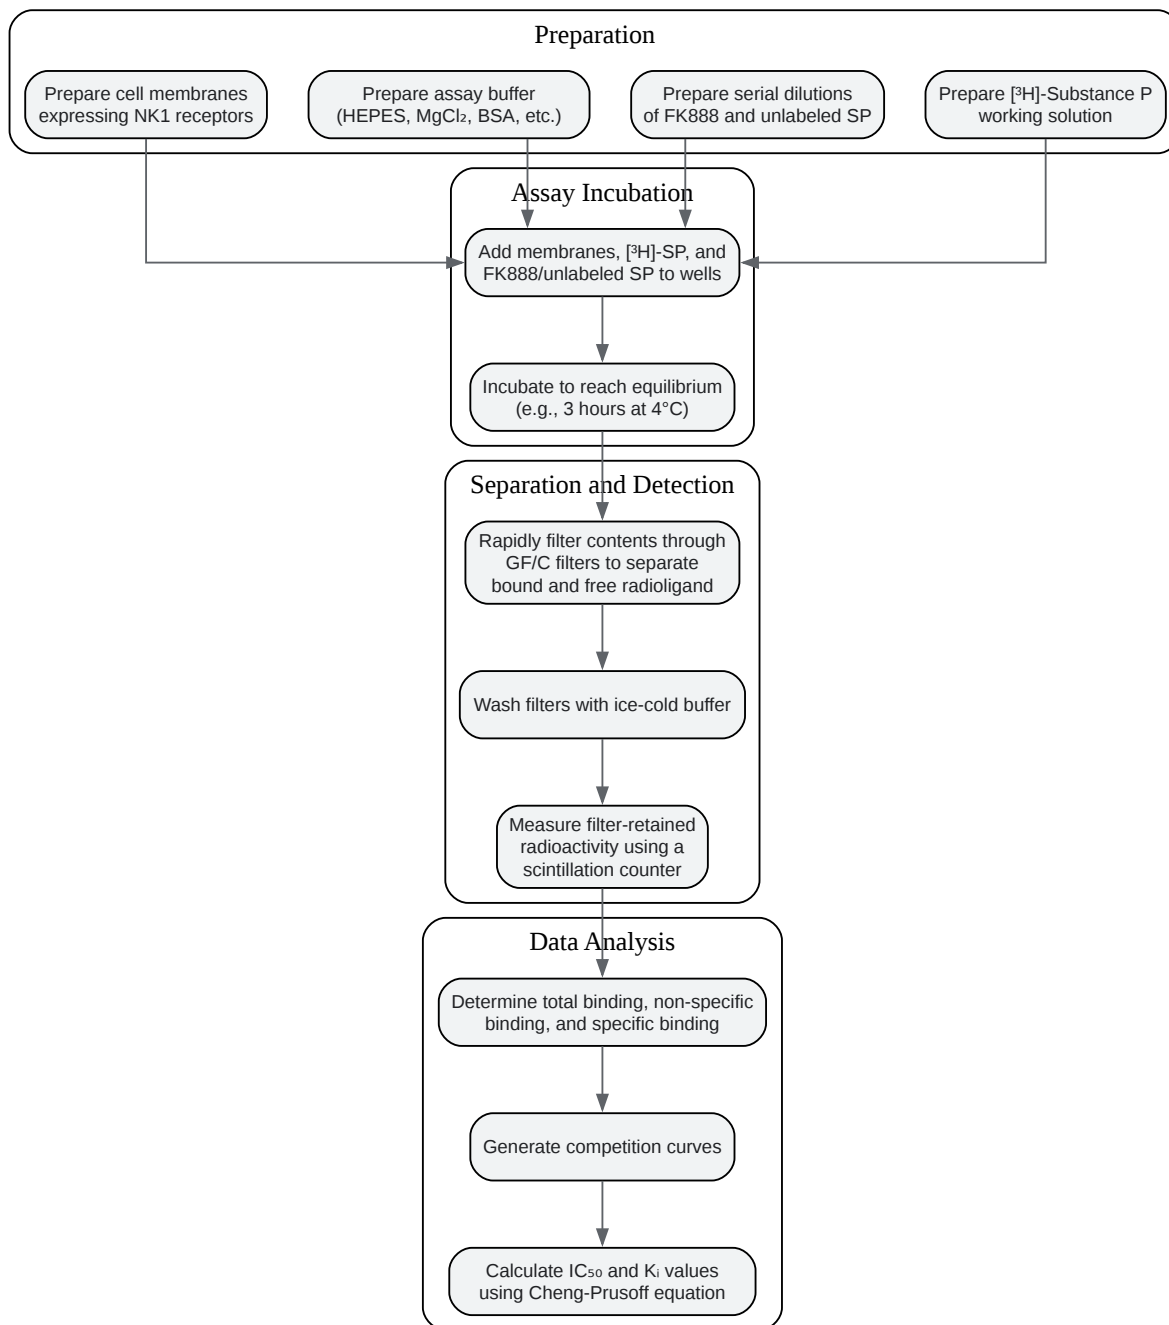 Preparation
Prepare cell membranes
expressing NK1 receptors
Prepare assay buffer
(HEPES, MgCl₂, BSA, etc.)
Prepare serial dilutions
of FK888 and unlabeled SP
Prepare [³H]-Substance P
working solution
Assay Incubation
Add membranes, [³H]-SP, and
FK888/unlabeled SP to wells
Incubate to reach equilibrium
(e.g., 3 hours at 4°C)
Separation and Detection
Rapidly filter contents through
GF/C filters to separate
bound and free radioligand
Wash filters with ice-cold buffer
Measure filter-retained
radioactivity using a
scintillation counter
Data Analysis
Determine total binding, non-specific
binding, and specific binding
Generate competition curves
Calculate IC₅₀ and Kᵢ values
using Cheng-Prusoff equation